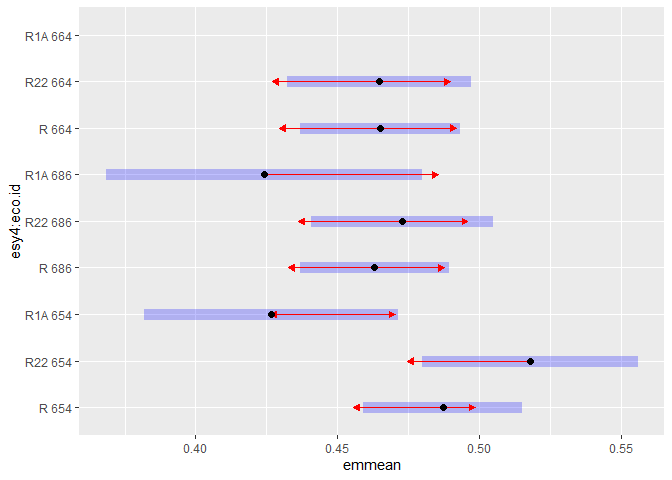 R1A 664
R22 664
R 664
R1A 686
R22 686
R 686
R1A 654
R22 654
R 654
esy4:eco.id
0.40 0.45 0.50 0.55
emmean